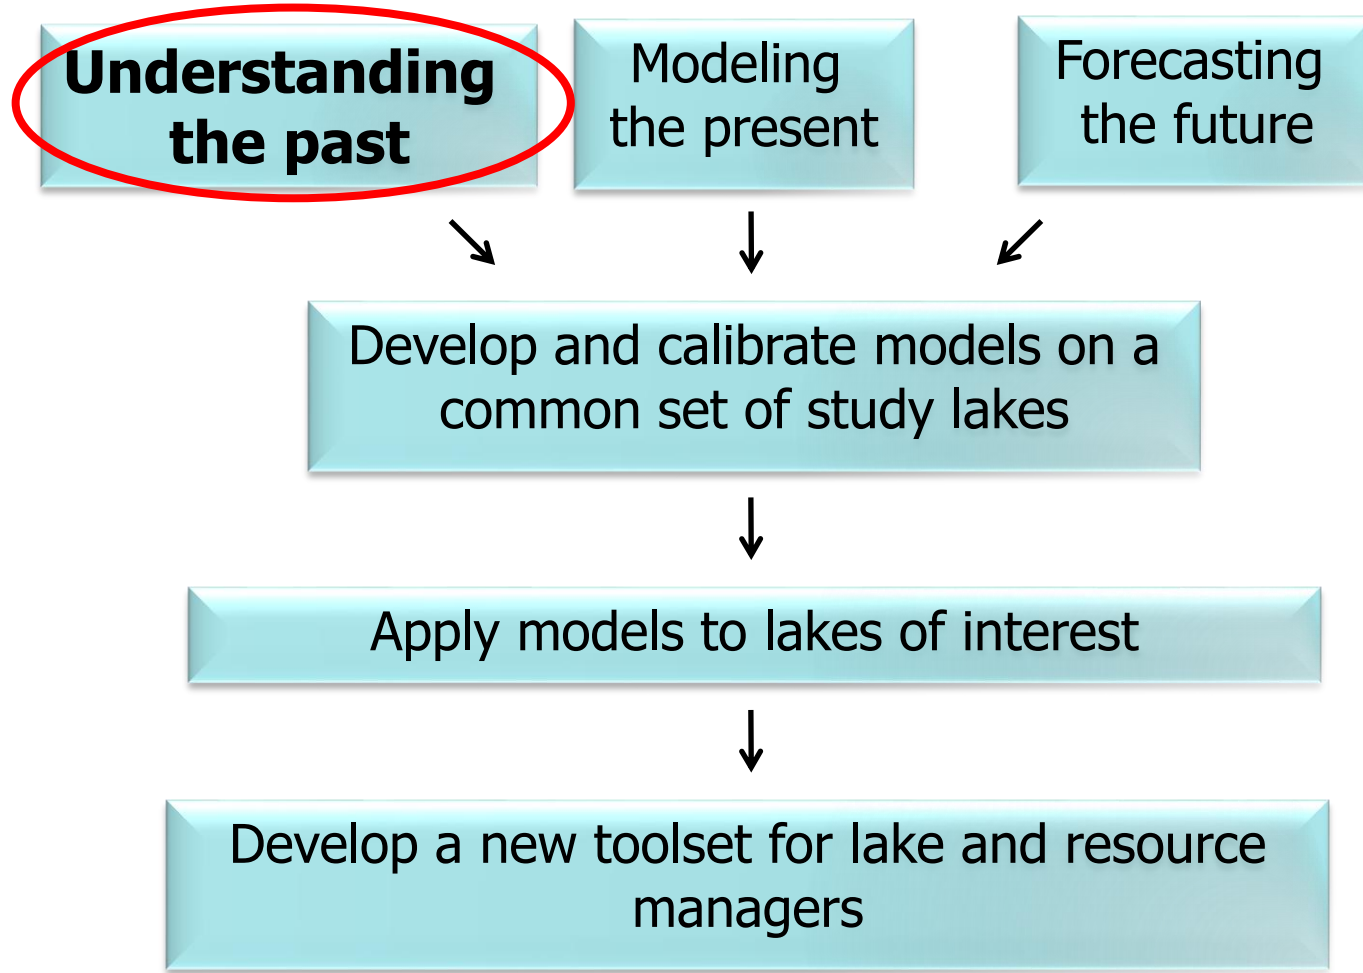 Understanding
the past
Modeling
the present
Forecasting
the future
Develop and calibrate models on a
common set of study lakes
Apply models to lakes of interest
Develop a new toolset for lake and resource
managers